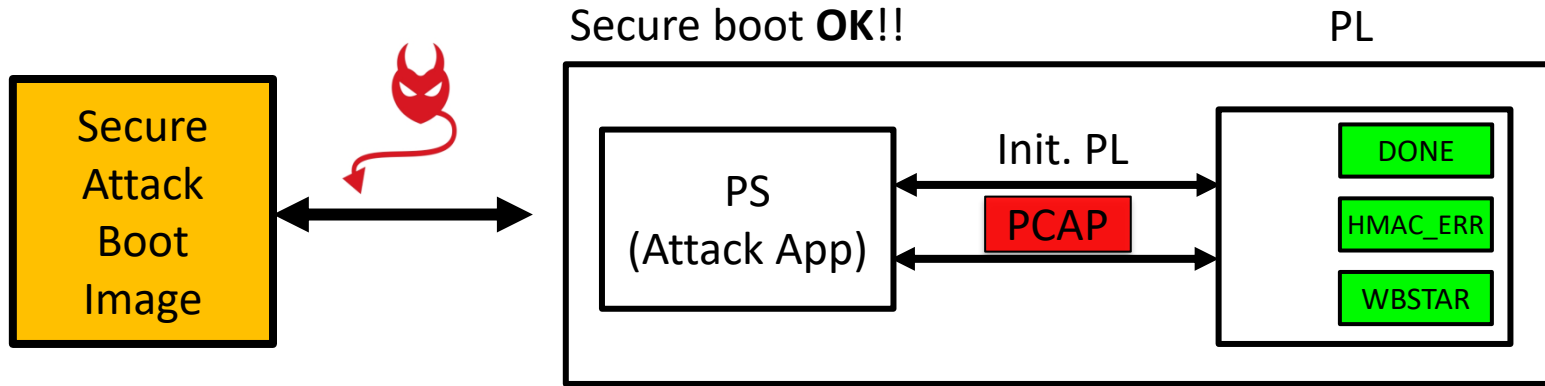 Secure boot OK!!
PL
Secure
Attack
Boot
Image
PS
(Attack App)
Init. PL
PCAP
DONE
HMAC_ERR
WBSTAR